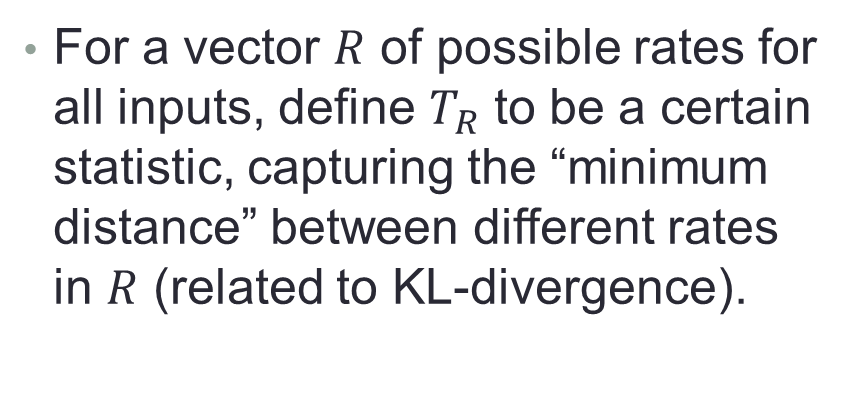 • For a vector R of possible rates for
all inputs, define T_R to be a certain
statistic, capturing the “minimum
distance” between different rates
in R (related to KL-divergence).